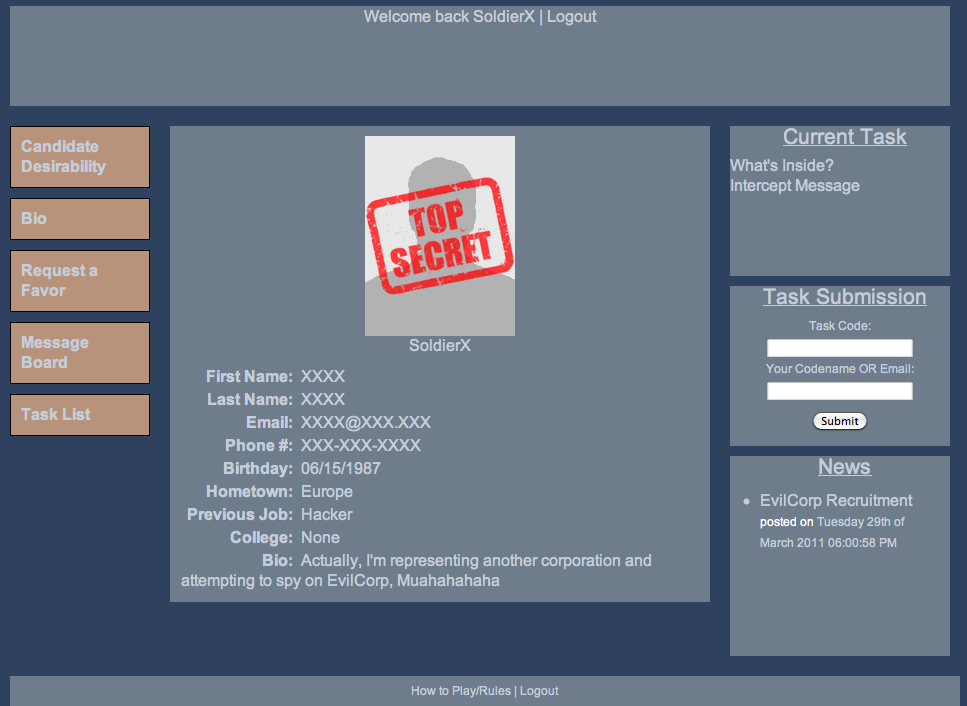 Welcome back SoldierX | Logout
Candidate
Desirability
Bio
Request a
Favor
Message
Board
Task List
TOP
SECRET
SoldierX
First Name: XXXX
Last Name: XXXX
Email: XXXX@XXX.XXX
Phone #: XXX-XXX-XXXX
Birthday: 06/15/1987
Hometown: Europe
Previous Job: Hacker
College: None
Bio: Actually, I'm representing another corporation and
attempting to spy on EvilCorp, Muahahahaha
Current Task
What's Inside?
Intercept Message
Task Submission
Task Code:
Your Codename OR Email:
Submit
News
EvilCorp Recruitment
posted on Tuesday 29th of
March 2011 06:00:58 PM
How to Play/Rules | Logout